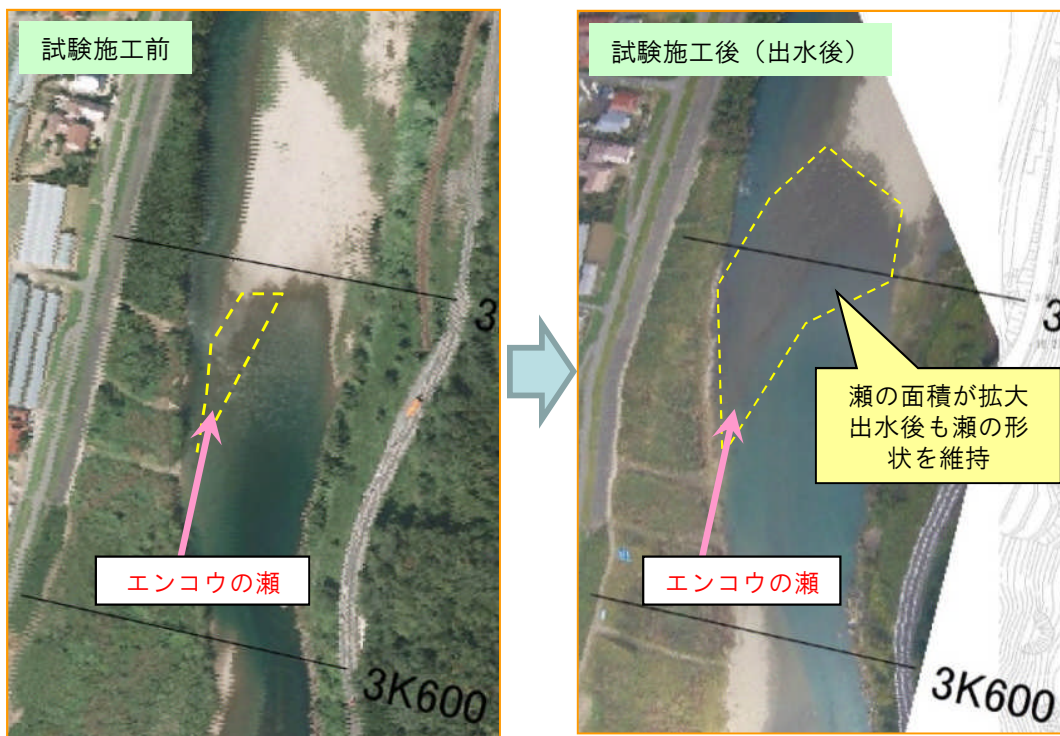 試験施工前
3
エンコウの瀬
3K600
試験施工後（出水後）
3
瀬の面積が拡大
出水後も瀬の形
状を維持
エンコウの瀬
3K600